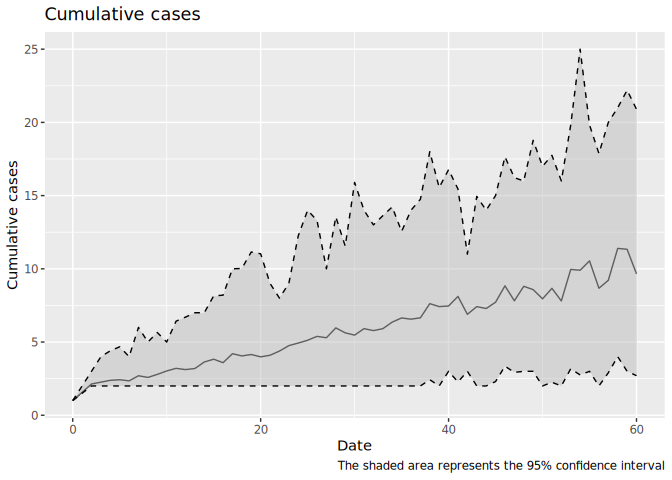 Cumulative cases
Cumulative cases
25
20
15
10
5
0
0 20 40 60
Date
The shaded area represents the 95% confidence interval